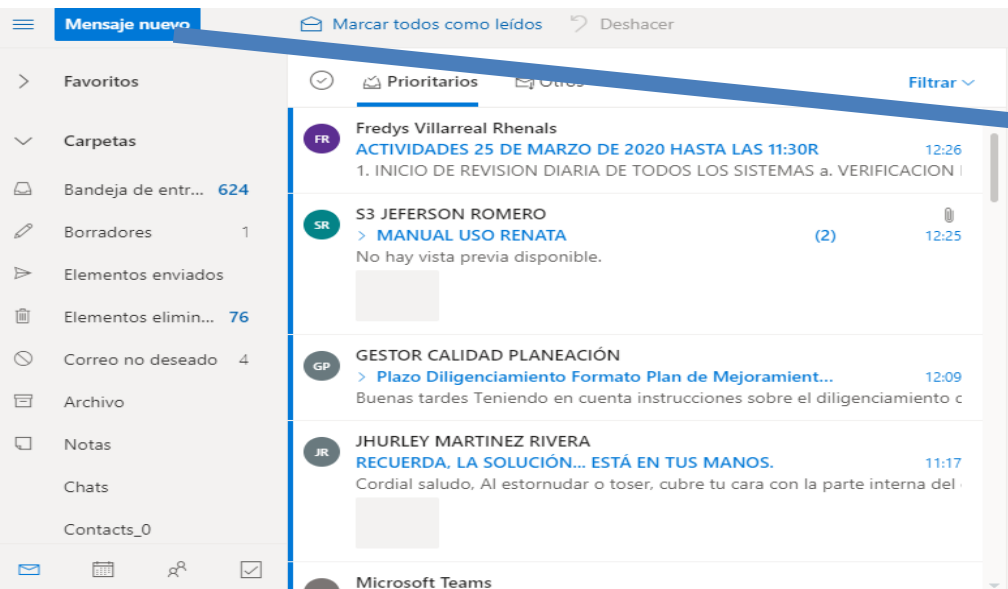 Mensaje nuevo
Marcar todos como leídos
Deshacer
Favoritos
Carpetas
Bandeja de entr... 624
Borradores 1
Elementos enviados
Elementos elimin... 76
Correo no deseado 4
Archivo
Notas
Chats
Contacts_0
Prioritarios
Otros
Filtrar
FR
Fredys Villarreal Rhenals
ACTIVIDADES 25 DE MARZO DE 2020 HASTA LAS 11:30R 12:26
1. INICIO DE REVISION DIARIA DE TODOS LOS SISTEMAS a. VERIFICACION
SR
S3 JEFERSON ROMERO
> MANUAL USO RENATA (2) 12:25
No hay vista previa disponible.
GP
GESTOR CALIDAD PLANEACIÓN
> Plazo Diligenciamiento Formato Plan de Mejoramient... 12:09
Buenas tardes Teniendo en cuenta instrucciones sobre el diligenciamiento
JR
JHURLEY MARTINEZ RIVERA
RECUERDA, LA SOLUCIÓN... ESTÁ EN TUS MANOS. 11:17
Cordial saludo, Al estornudar o toser, cubre tu cara con la parte interna del
Microsoft Teams